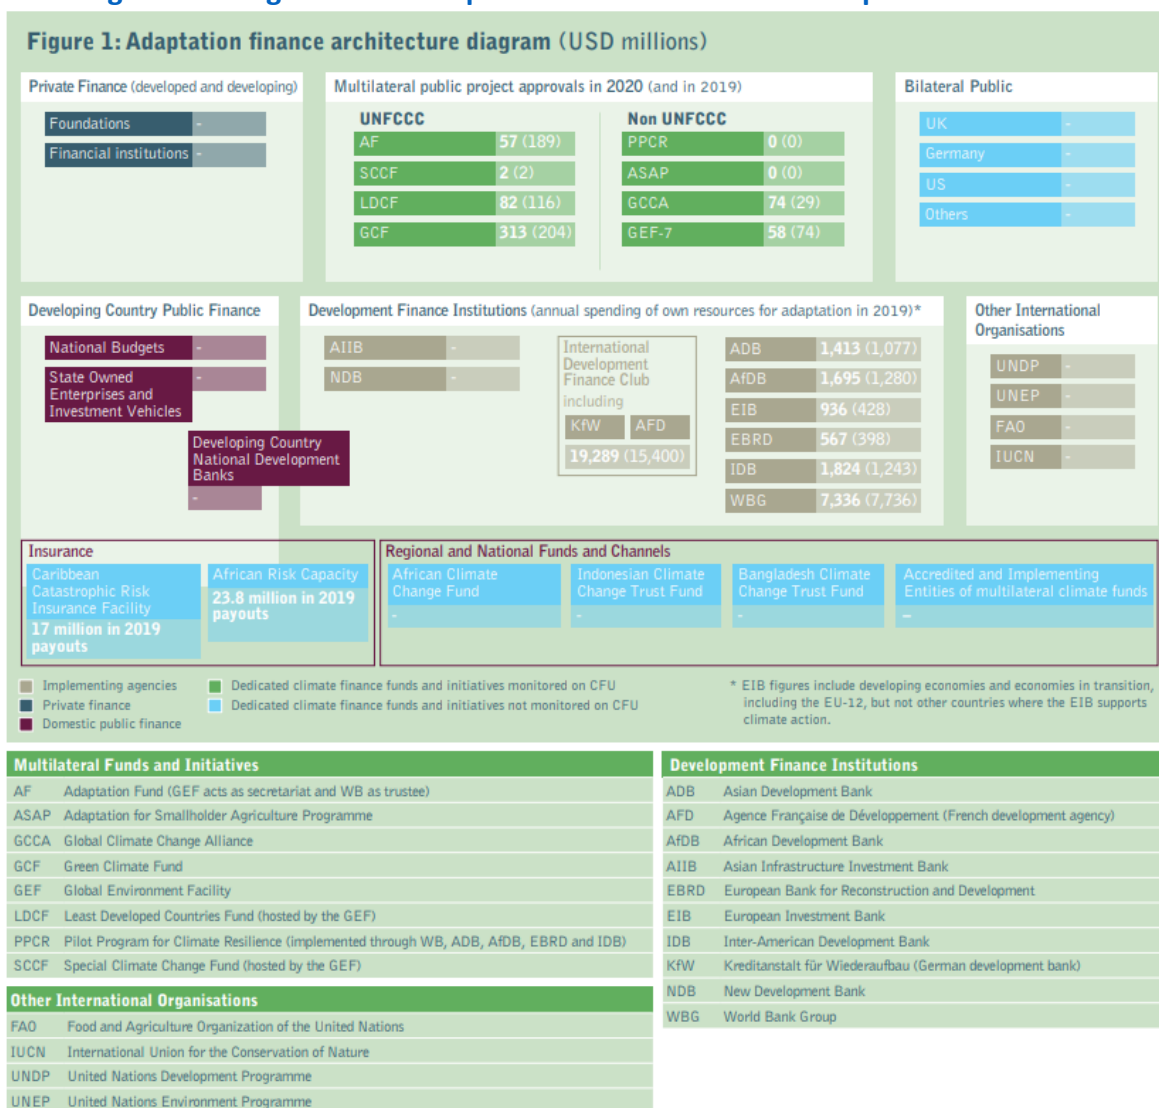 Figure 1: Adaptation finance architecture diagram (USD millions)
Private Finance (developed and developing)
Foundations -
Financial institutions -
Multilateral public project approvals in 2020 (and in 2019)
UNFCCC
AF 57 (189)
SCCF 2 (2)
LDCF 82 (116)
GCF 313 (204)
Non UNFCCC
PPCR 0 (0)
ASAP 0 (0)
GCCA 74 (29)
GEF-7 58 (74)
Bilateral Public
UK -
Germany -
US -
Others -
Developing Country Public Finance
National Budgets -
State Owned -
Enterprises and
Investment Vehicles
Developing Country
National Development
Banks
-
Development Finance Institutions (annual spending of own resources for adaptation in 2019)*
AIIB -
NDB -
International
Development
Finance Club
including
KfW AFD
19,289 (15,400)
ADB 1,413 (1,077)
AfDB 1,695 (1,280)
EIB 936 (428)
EBRD 567 (398)
IDB 1,824 (1,243)
WBG 7,336 (7,736)
Other International
Organisations
UNDP -
UNEP -
FAO -
IUCN -
Insurance
Caribbean
Catastrophic Risk
Insurance Facility
17 million in 2019
payouts
African Risk Capacity
23.8 million in 2019
payouts
Regional and National Funds and Channels
African Climate
Change Fund
-
Indonesian Climate
Change Trust Fund
-
Bangladesh Climate
Change Trust Fund
-
Accredited and Implementing
Entities of multilateral climate funds
–
Implementing agencies
Private finance
Domestic public finance
Dedicated climate finance funds and initiatives monitored on CFU
Dedicated climate finance funds and initiatives not monitored on CFU
* EIB figures include developing economies and economies in transition,
including the EU-12, but not other countries where the EIB supports
climate action.
Multilateral Funds and Initiatives
AF Adaptation Fund (GEF acts as secretariat and WB as trustee)
ASAP Adaptation for Smallholder Agriculture Programme
GCCA Global Climate Change Alliance
GCF Green Climate Fund
GEF Global Environment Facility
LDCF Least Developed Countries Fund (hosted by the GEF)
PPCR Pilot Program for Climate Resilience (implemented through WB, ADB, AfDB, EBRD and IDB)
SCCF Special Climate Change Fund (hosted by the GEF)
Other International Organisations
FAO Food and Agriculture Organization of the United Nations
IUCN International Union for the Conservation of Nature
UNDP United Nations Development Programme
UNEP United Nations Environment Programme
Development Finance Institutions
ADB Asian Development Bank
AFD Agence Française de Développement (French development agency)
AfDB African Development Bank
AIIB Asian Infrastructure Investment Bank
EBRD European Bank for Reconstruction and Development
EIB European Investment Bank
IDB Inter-American Development Bank
KfW Kreditanstalt für Wiederaufbau (German development bank)
NDB New Development Bank
WBG World Bank Group